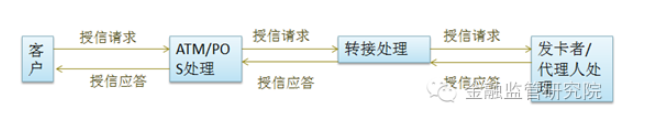 客
户
授信请求
授信应答
ATM/PO
S处理
授信请求
授信应答
转接处理
授信请求
授信应答
发卡者/
代理人处
理
金融监管研究院